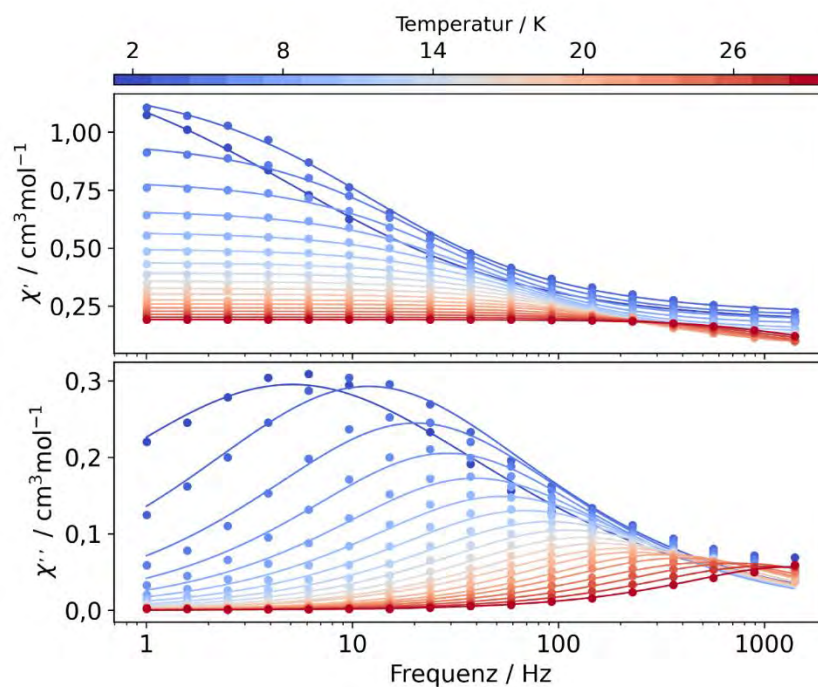 Temperatur / K
2 8 14 20 26
χ′ / cm³mol⁻¹
1,00
0,75
0,50
0,25
χ′′ / cm³mol⁻¹
0,3
0,2
0,1
0,0
1 10 100 1000
Frequenz / Hz